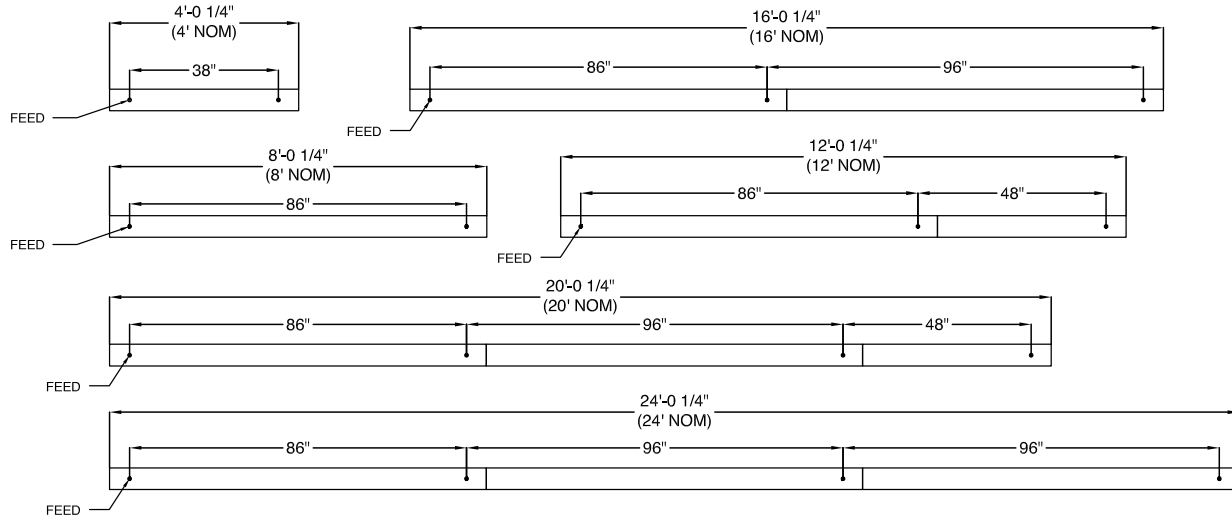 4'-0 1/4"
(4' NOM)
38"
FEED
16'-0 1/4"
(16' NOM)
86"
96"
FEED
8'-0 1/4"
(8' NOM)
86"
FEED
12'-0 1/4"
(12' NOM)
86"
48"
FEED
20'-0 1/4"
(20' NOM)
86"
96"
48"
FEED
24'-0 1/4"
(24' NOM)
86"
96"
96"
FEED